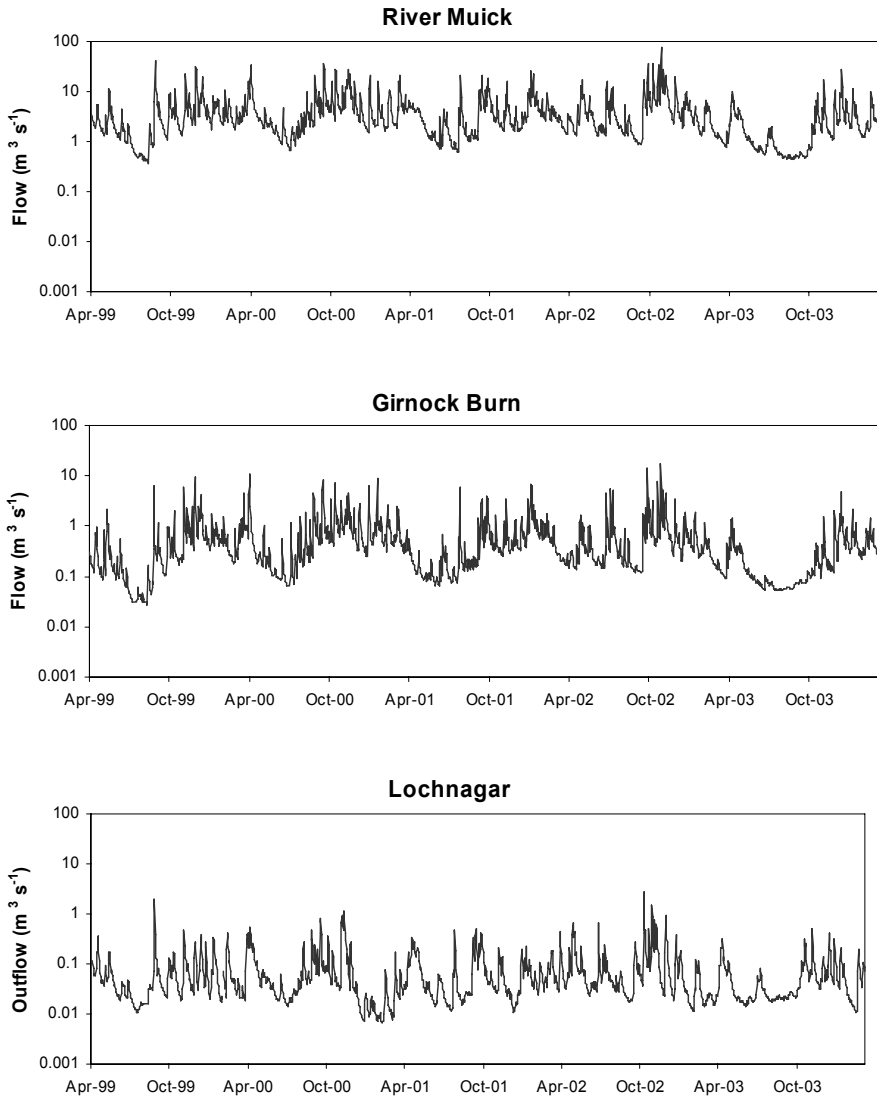 River Muick
Flow (m³ s⁻¹)
100
10
1
0.1
0.01
0.001
Apr-99 Oct-99 Apr-00 Oct-00 Apr-01 Oct-01 Apr-02 Oct-02 Apr-03 Oct-03
Girnock Burn
Flow (m³ s⁻¹)
100
10
1
0.1
0.01
0.001
Apr-99 Oct-99 Apr-00 Oct-00 Apr-01 Oct-01 Apr-02 Oct-02 Apr-03 Oct-03
Lochnagar
Outflow (m³ s⁻¹)
100
10
1
0.1
0.01
0.001
Apr-99 Oct-99 Apr-00 Oct-00 Apr-01 Oct-01 Apr-02 Oct-02 Apr-03 Oct-03